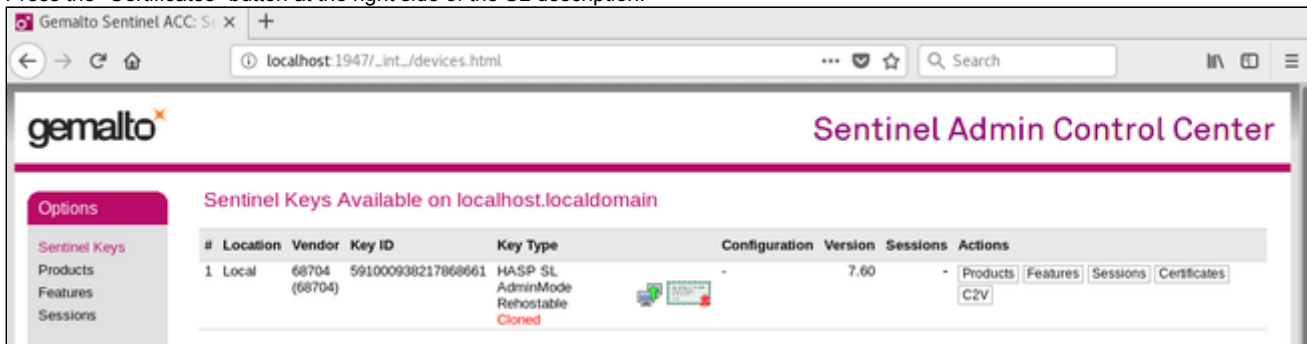 Press the "Certificates" button at the right side of the SL description.
Gemalto Sentinel ACC: Se × +
localhost:1947/_int_/devices.html ... Search
gemalto
Sentinel Admin Control Center
Options
Sentinel Keys
Products
Features
Sessions
Sentinel Keys Available on localhost.localdomain
# Location Vendor Key ID Key Type Configuration Version Sessions Actions
1 Local 68704 591000938217868661 HASP SL - 7.60 - Products Features Sessions Certificates
(68704) AdminMode C2V
Rehostable
Cloned